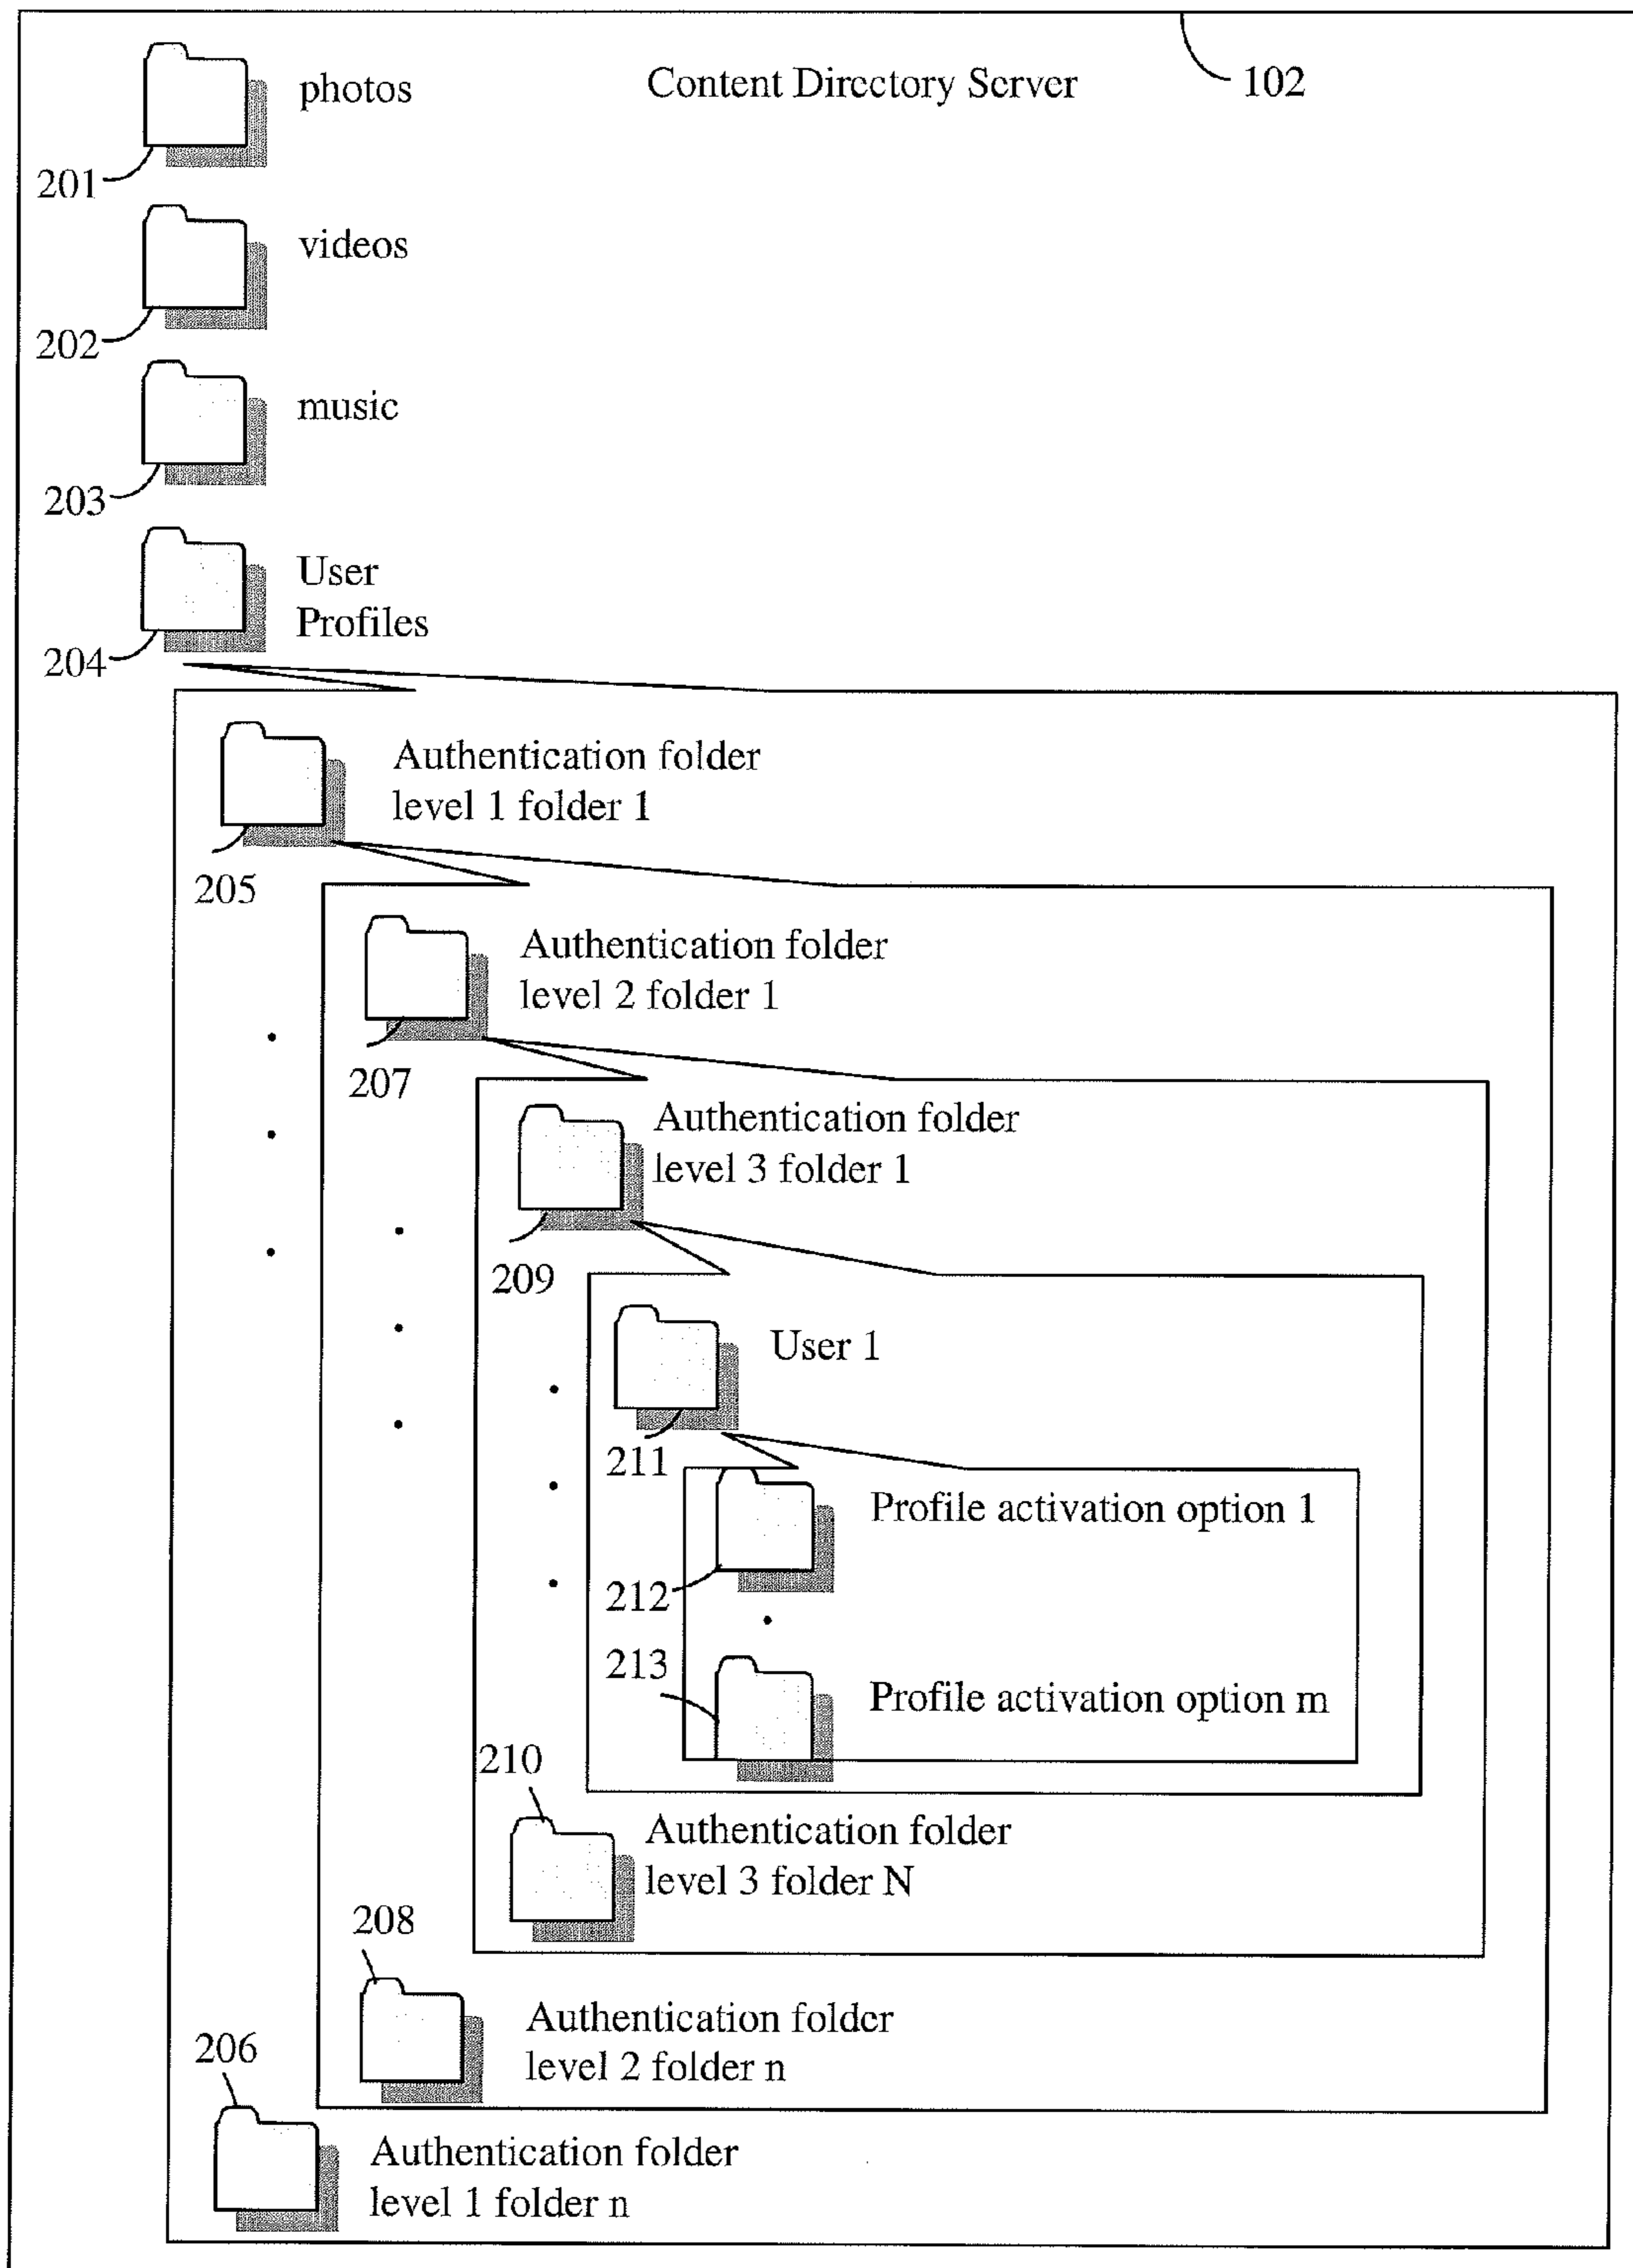 photos
Content Directory Server
102
201
videos
202
music
203
User
Profiles
204
Authentication folder
level 1 folder 1
205
Authentication folder
level 2 folder 1
207
Authentication folder
level 3 folder 1
209
User 1
211
Profile activation option 1
212
213
Profile activation option m
210
Authentication folder
level 3 folder N
208
Authentication folder
level 2 folder n
206
Authentication folder
level 1 folder n